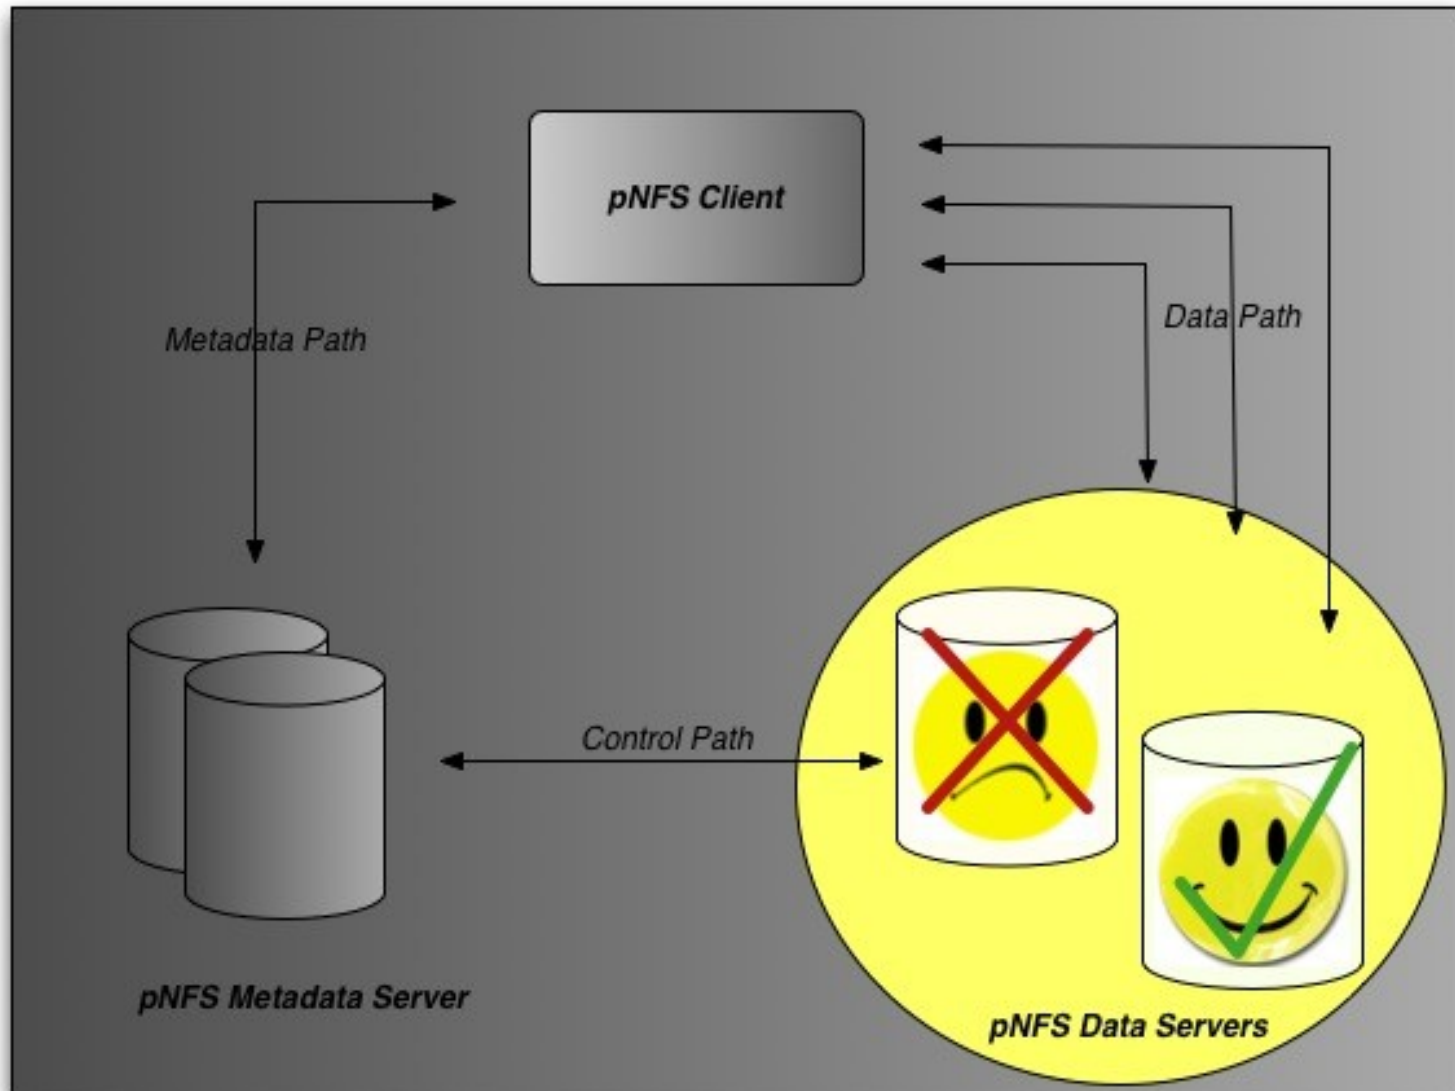 pNFS Client
Metadata Path
Data Path
Control Path
pNFS Metadata Server
pNFS Data Servers